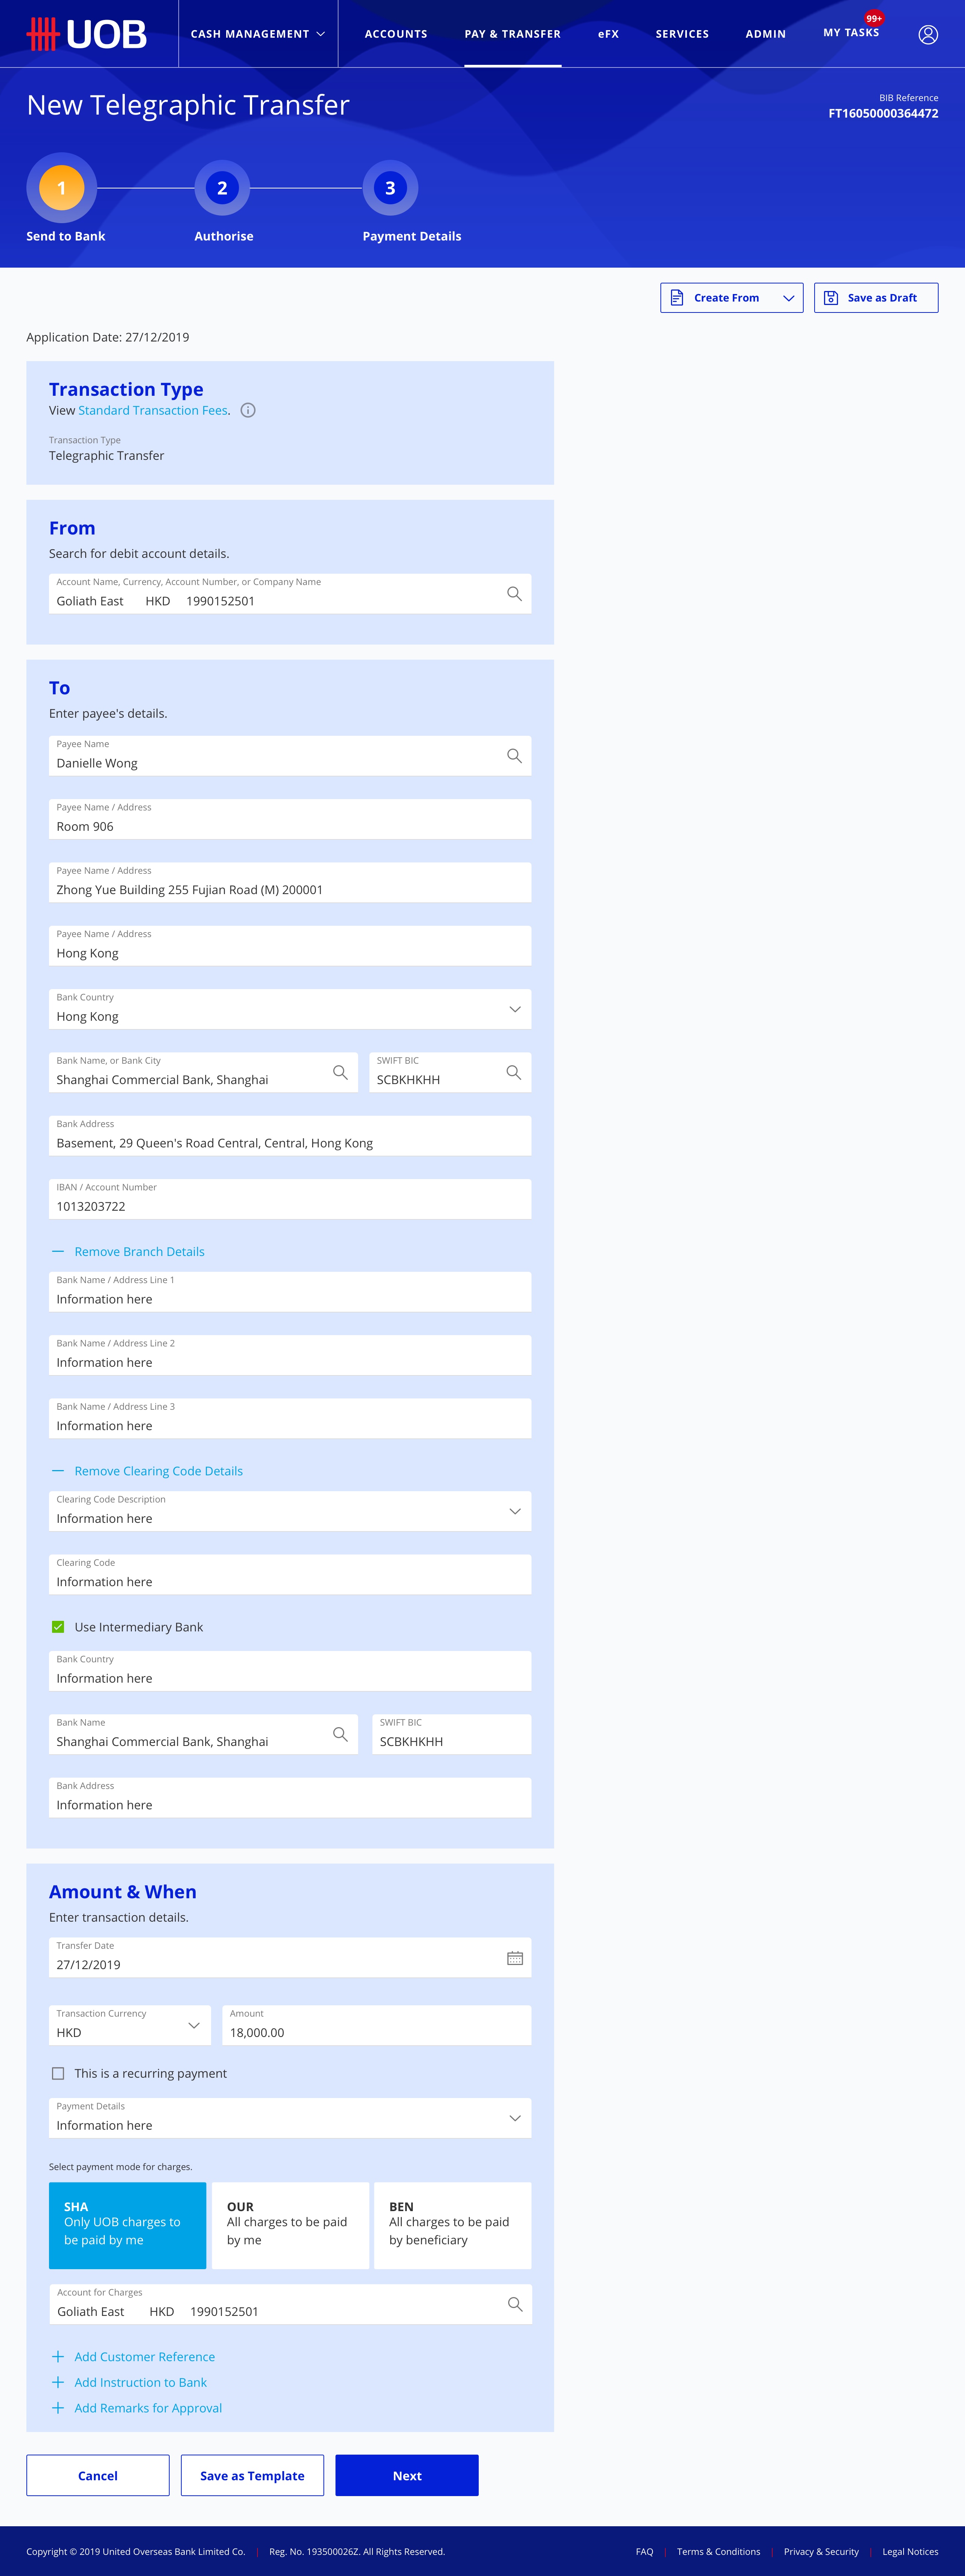 UOB
CASH MANAGEMENT
ACCOUNTS
PAY & TRANSFER
eFX
SERVICES
ADMIN
MY TASKS
99+
New Telegraphic Transfer
BIB Reference
FT16050000364472
1
2
3
Send to Bank
Authorise
Payment Details
Create From
Save as Draft
Application Date: 27/12/2019
Transaction Type
View Standard Transaction Fees.
Transaction Type
Telegraphic Transfer
From
Search for debit account details.
Account Name, Currency, Account Number, or Company Name
Goliath East HKD 1990152501
To
Enter payee's details.
Payee Name
Danielle Wong
Payee Name / Address
Room 906
Payee Name / Address
Zhong Yue Building 255 Fujian Road (M) 200001
Payee Name / Address
Hong Kong
Bank Country
Hong Kong
Bank Name, or Bank City
Shanghai Commercial Bank, Shanghai
SWIFT BIC
SCBKHKHH
Bank Address
Basement, 29 Queen's Road Central, Central, Hong Kong
IBAN / Account Number
1013203722
Remove Branch Details
Bank Name / Address Line 1
Information here
Bank Name / Address Line 2
Information here
Bank Name / Address Line 3
Information here
Remove Clearing Code Details
Clearing Code Description
Information here
Clearing Code
Information here
Use Intermediary Bank
Bank Country
Information here
Bank Name
Shanghai Commercial Bank, Shanghai
SWIFT BIC
SCBKHKHH
Bank Address
Information here
Amount & When
Enter transaction details.
Transfer Date
27/12/2019
Transaction Currency
HKD
Amount
18,000.00
This is a recurring payment
Payment Details
Information here
Select payment mode for charges.
SHA
Only UOB charges to
be paid by me
OUR
All charges to be paid
by me
BEN
All charges to be paid
by beneficiary
Account for Charges
Goliath East HKD 1990152501
Add Customer Reference
Add Instruction to Bank
Add Remarks for Approval
Cancel
Save as Template
Next
Copyright © 2019 United Overseas Bank Limited Co. | Reg. No. 193500026Z. All Rights Reserved.
FAQ | Terms & Conditions | Privacy & Security | Legal Notices